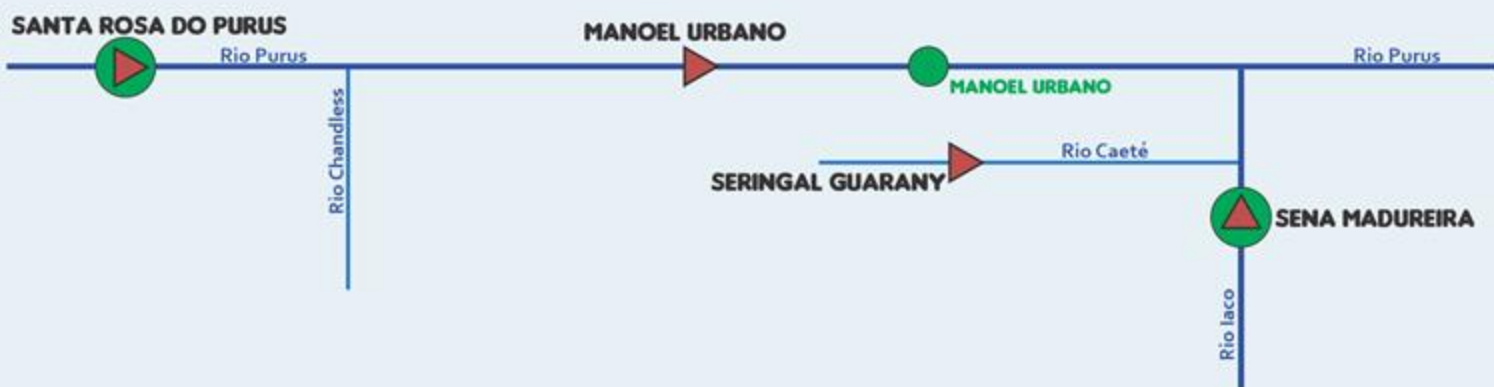 SANTA ROSA DO PURUS
MANOEL URBANO
Rio Purus
Rio Purus
MANOEL URBANO
Rio Chandless
Rio Caeté
SERINGAL GUARANY
SENA MADUREIRA
Rio Iaco